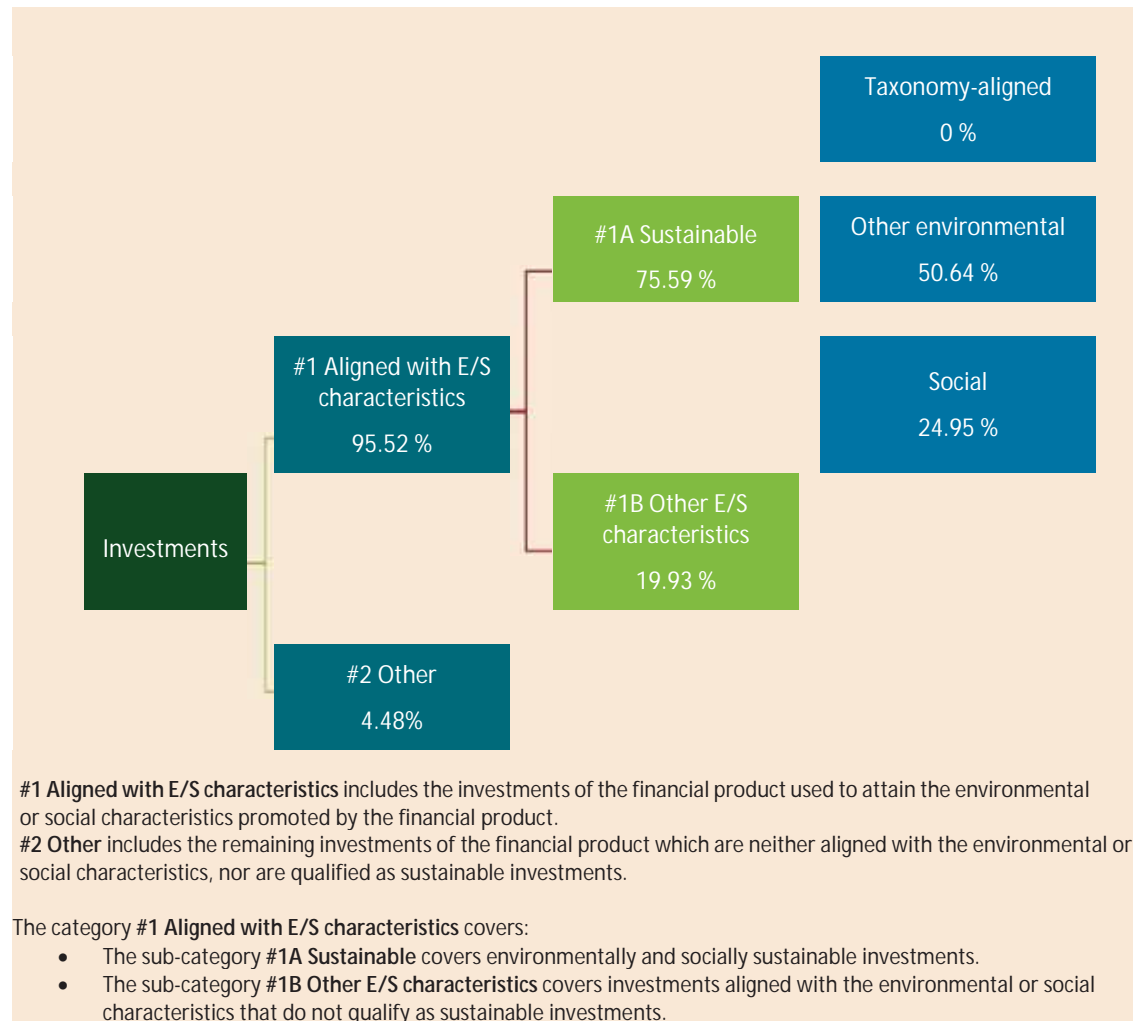 Taxonomy-aligned
0 %
#1A Sustainable
75.59 %
Other environmental
50.64 %
#1 Aligned with E/S
characteristics
95.52 %
Social
24.95 %
Investments
#1B Other E/S
characteristics
19.93 %
#2 Other
4.48%
#1 Aligned with E/S characteristics includes the investments of the financial product used to attain the environmental
or social characteristics promoted by the financial product.
#2 Other includes the remaining investments of the financial product which are neither aligned with the environmental or
social characteristics, nor are qualified as sustainable investments.
The category #1 Aligned with E/S characteristics covers:
• The sub-category #1A Sustainable covers environmentally and socially sustainable investments.
• The sub-category #1B Other E/S characteristics covers investments aligned with the environmental or social
characteristics that do not qualify as sustainable investments.